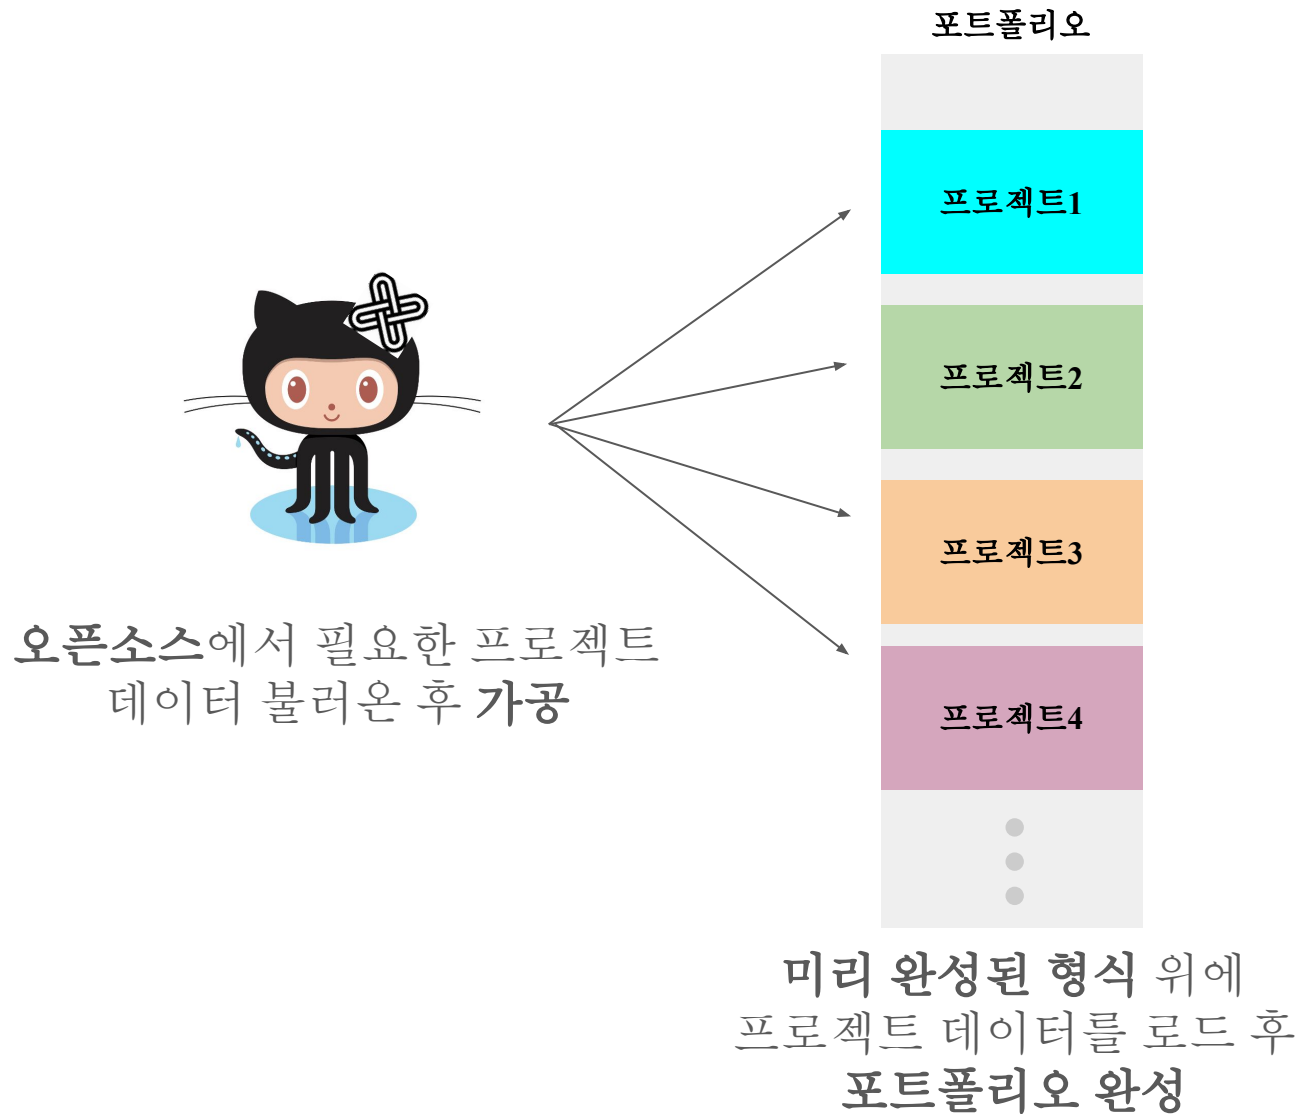 포트폴리오
프로젝트1
프로젝트2
프로젝트3
프로젝트4
오픈소스에서 필요한 프로젝트
데이터 불러온 후 가공
미리 완성된 형식 위에
프로젝트 데이터를 로드 후
포트폴리오 완성